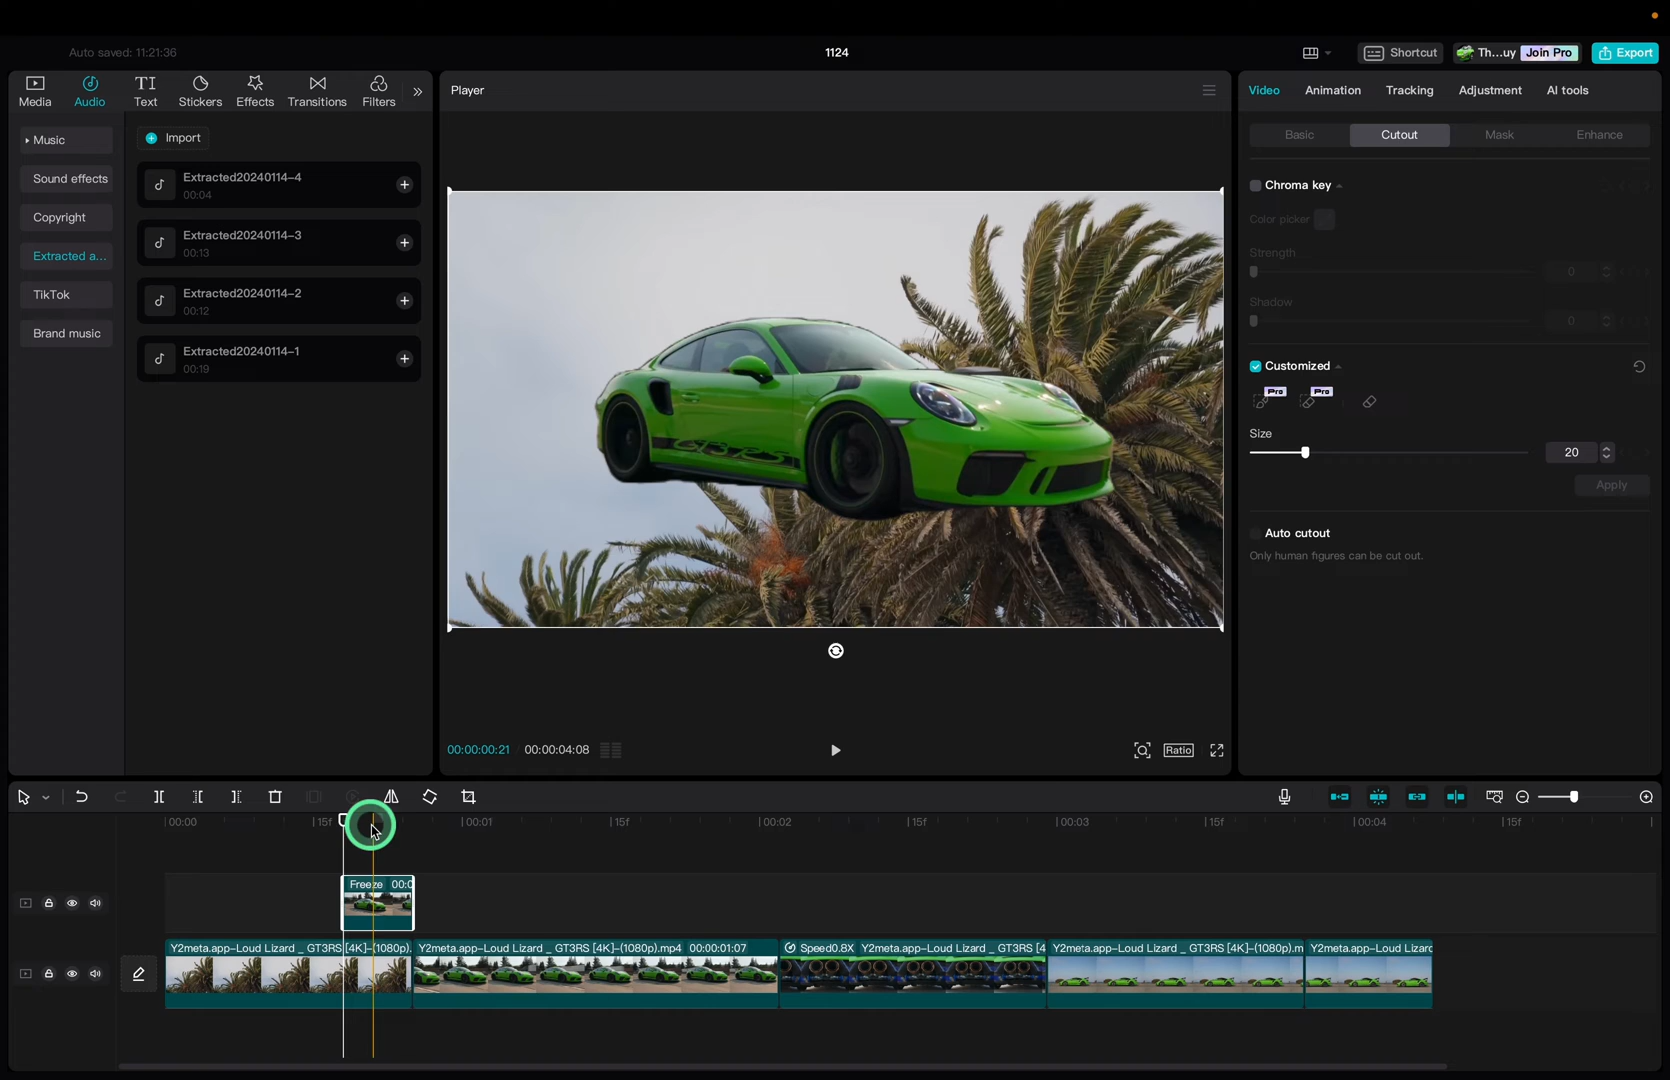 Auto saved: 11:21:36
1124
Shortcut
Th...uy
Join Pro
Export
Media
Audio
TI
Text
Stickers
Effects
Transitions
Filters
Player
Video
Animation
Tracking
Adjustment
AI tools
Music
Sound effects
Copyright
Extracted a...
TikTok
Brand music
Import
Extracted20240114-4
00:04
Extracted20240114-3
00:13
Extracted20240114-2
00:12
Extracted20240114-1
00:19
GT3RS
Basic
Cutout
Mask
Enhance
Chroma key
Color picker
Strength
0
Shadow
0
Customized
Pro
Pro
Size
20
Apply
Auto cutout
Only human figures can be cut out.
00:00:00:21
00:00:04:08
Ratio
00:00
15f
00:01
15f
00:02
15f
00:03
15f
00:04
15f
Freeze 00:0
Y2meta.app-Loud Lizard _ GT3RS [4K]-(1080p).
Y2meta.app-Loud Lizard _ GT3RS [4K]-(1080p).mp4 00:00:01:07
Speed0.8X Y2meta.app-Loud Lizard _ GT3RS [4
Y2meta.app-Loud Lizard _ GT3RS [4K]-(1080p).m
Y2meta.app-Loud Lizard